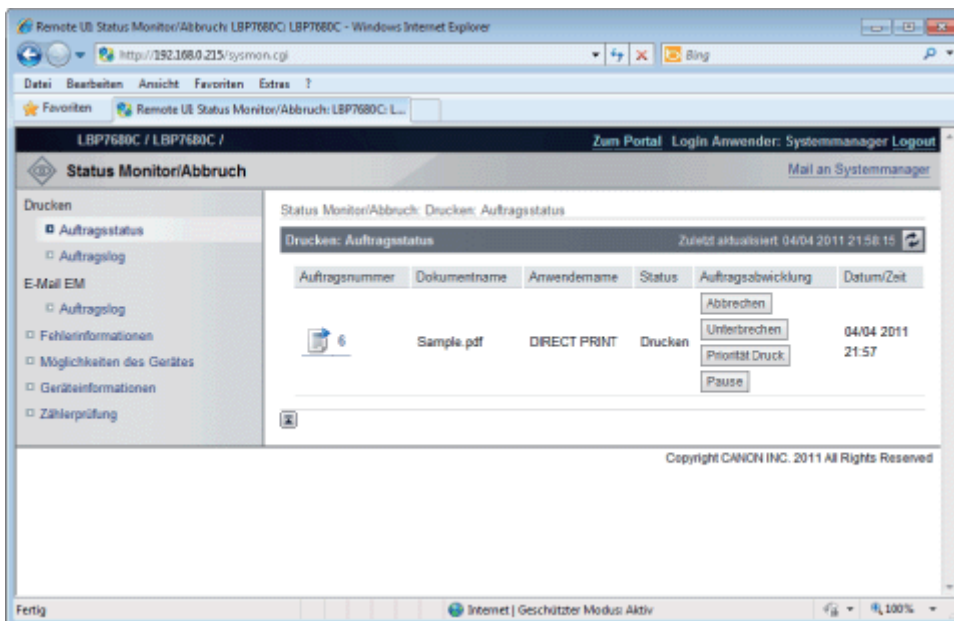 Remote UI: Status Monitor/Abbruch: LBP7680C: LBP7680C - Windows Internet Explorer
http://192.168.0.215/sysmon.cgi
Bing
Datei Bearbeiten Ansicht Favoriten Extras ?
Favoriten Remote UI: Status Monitor/Abbruch: LBP7680C: L...
LBP7680C / LBP7680C / Zum Portal Login Anwender: Systemmanager Logout
Status Monitor/Abbruch Mail an Systemmanager
Drucken
Auftragsstatus
Auftragslog
E-Mail EM
Auftragslog
Fehlerinformationen
Möglichkeiten des Gerätes
Geräteinformationen
Zählerprüfung
Status Monitor/Abbruch: Drucken: Auftragsstatus
Drucken: Auftragsstatus Zuletzt aktualisiert: 04/04 2011 21:58:15
Auftragsnummer Dokumentname Anwendername Status Auftragsabwicklung Datum/Zeit
6 Sample.pdf DIRECT PRINT Drucken
Abbrechen
Unterbrechen
Priorität Druck
Pause
04/04 2011
21:57
Copyright CANON INC. 2011 All Rights Reserved
Fertig Internet | Geschützter Modus: Aktiv 100%